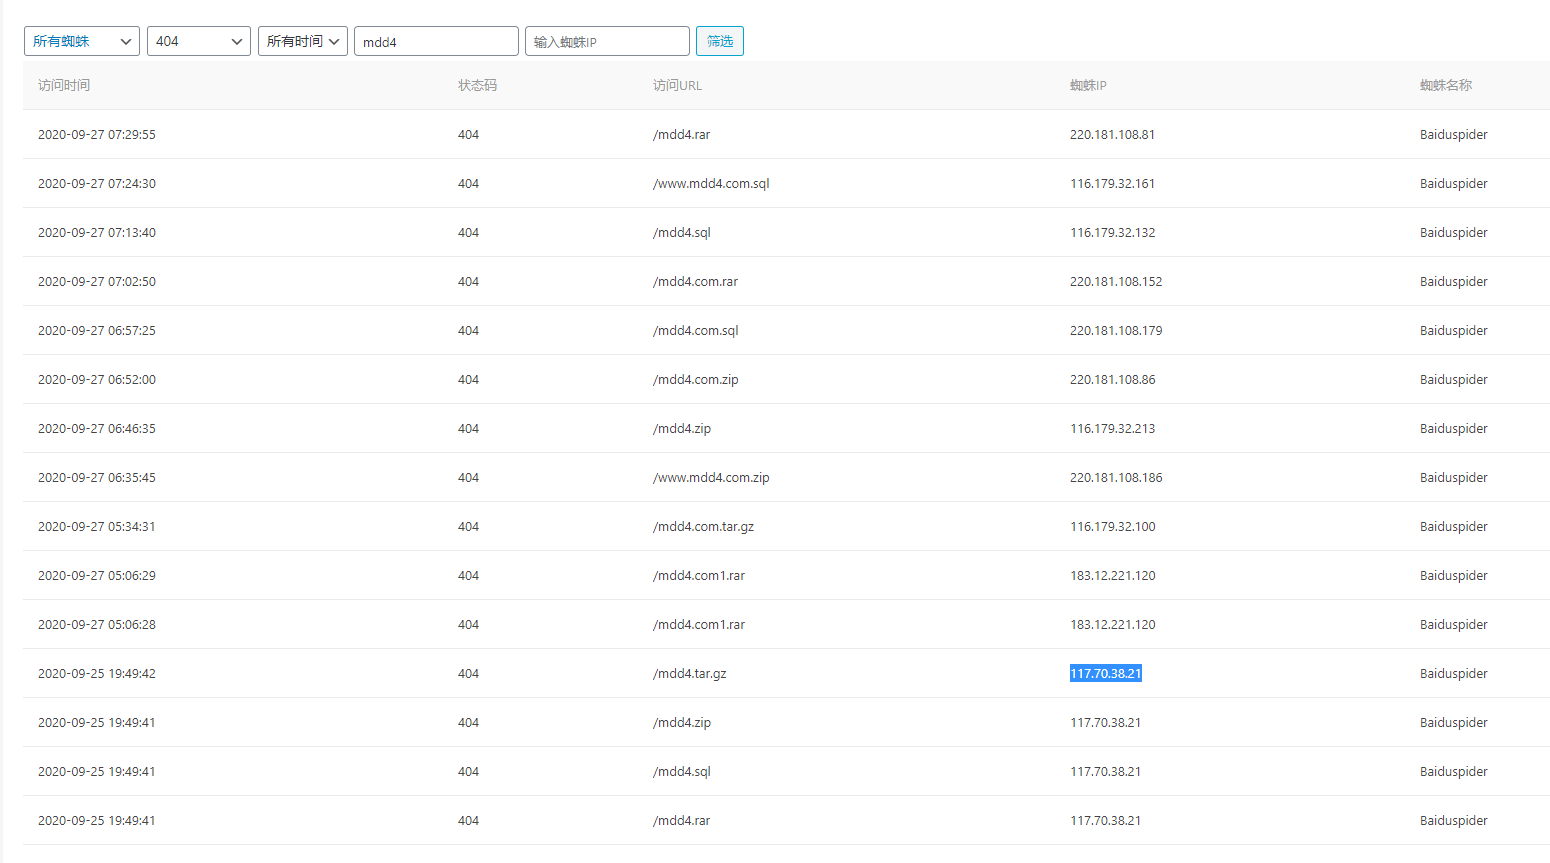 所有蜘蛛 404 所有时间 mdd4 输入蜘蛛IP 筛选
访问时间 状态码 访问URL 蜘蛛IP 蜘蛛名称
2020-09-27 07:29:55 404 /mdd4.rar 220.181.108.81 Baiduspider
2020-09-27 07:24:30 404 /www.mdd4.com.sql 116.179.32.161 Baiduspider
2020-09-27 07:13:40 404 /mdd4.sql 116.179.32.132 Baiduspider
2020-09-27 07:02:50 404 /mdd4.com.rar 220.181.108.152 Baiduspider
2020-09-27 06:57:25 404 /mdd4.com.sql 220.181.108.179 Baiduspider
2020-09-27 06:52:00 404 /mdd4.com.zip 220.181.108.86 Baiduspider
2020-09-27 06:46:35 404 /mdd4.zip 116.179.32.213 Baiduspider
2020-09-27 06:35:45 404 /www.mdd4.com.zip 220.181.108.186 Baiduspider
2020-09-27 05:34:31 404 /mdd4.com.tar.gz 116.179.32.100 Baiduspider
2020-09-27 05:06:29 404 /mdd4.com1.rar 183.12.221.120 Baiduspider
2020-09-27 05:06:28 404 /mdd4.com1.rar 183.12.221.120 Baiduspider
2020-09-25 19:49:42 404 /mdd4.tar.gz 117.70.38.21 Baiduspider
2020-09-25 19:49:41 404 /mdd4.zip 117.70.38.21 Baiduspider
2020-09-25 19:49:41 404 /mdd4.sql 117.70.38.21 Baiduspider
2020-09-25 19:49:41 404 /mdd4.rar 117.70.38.21 Baiduspider